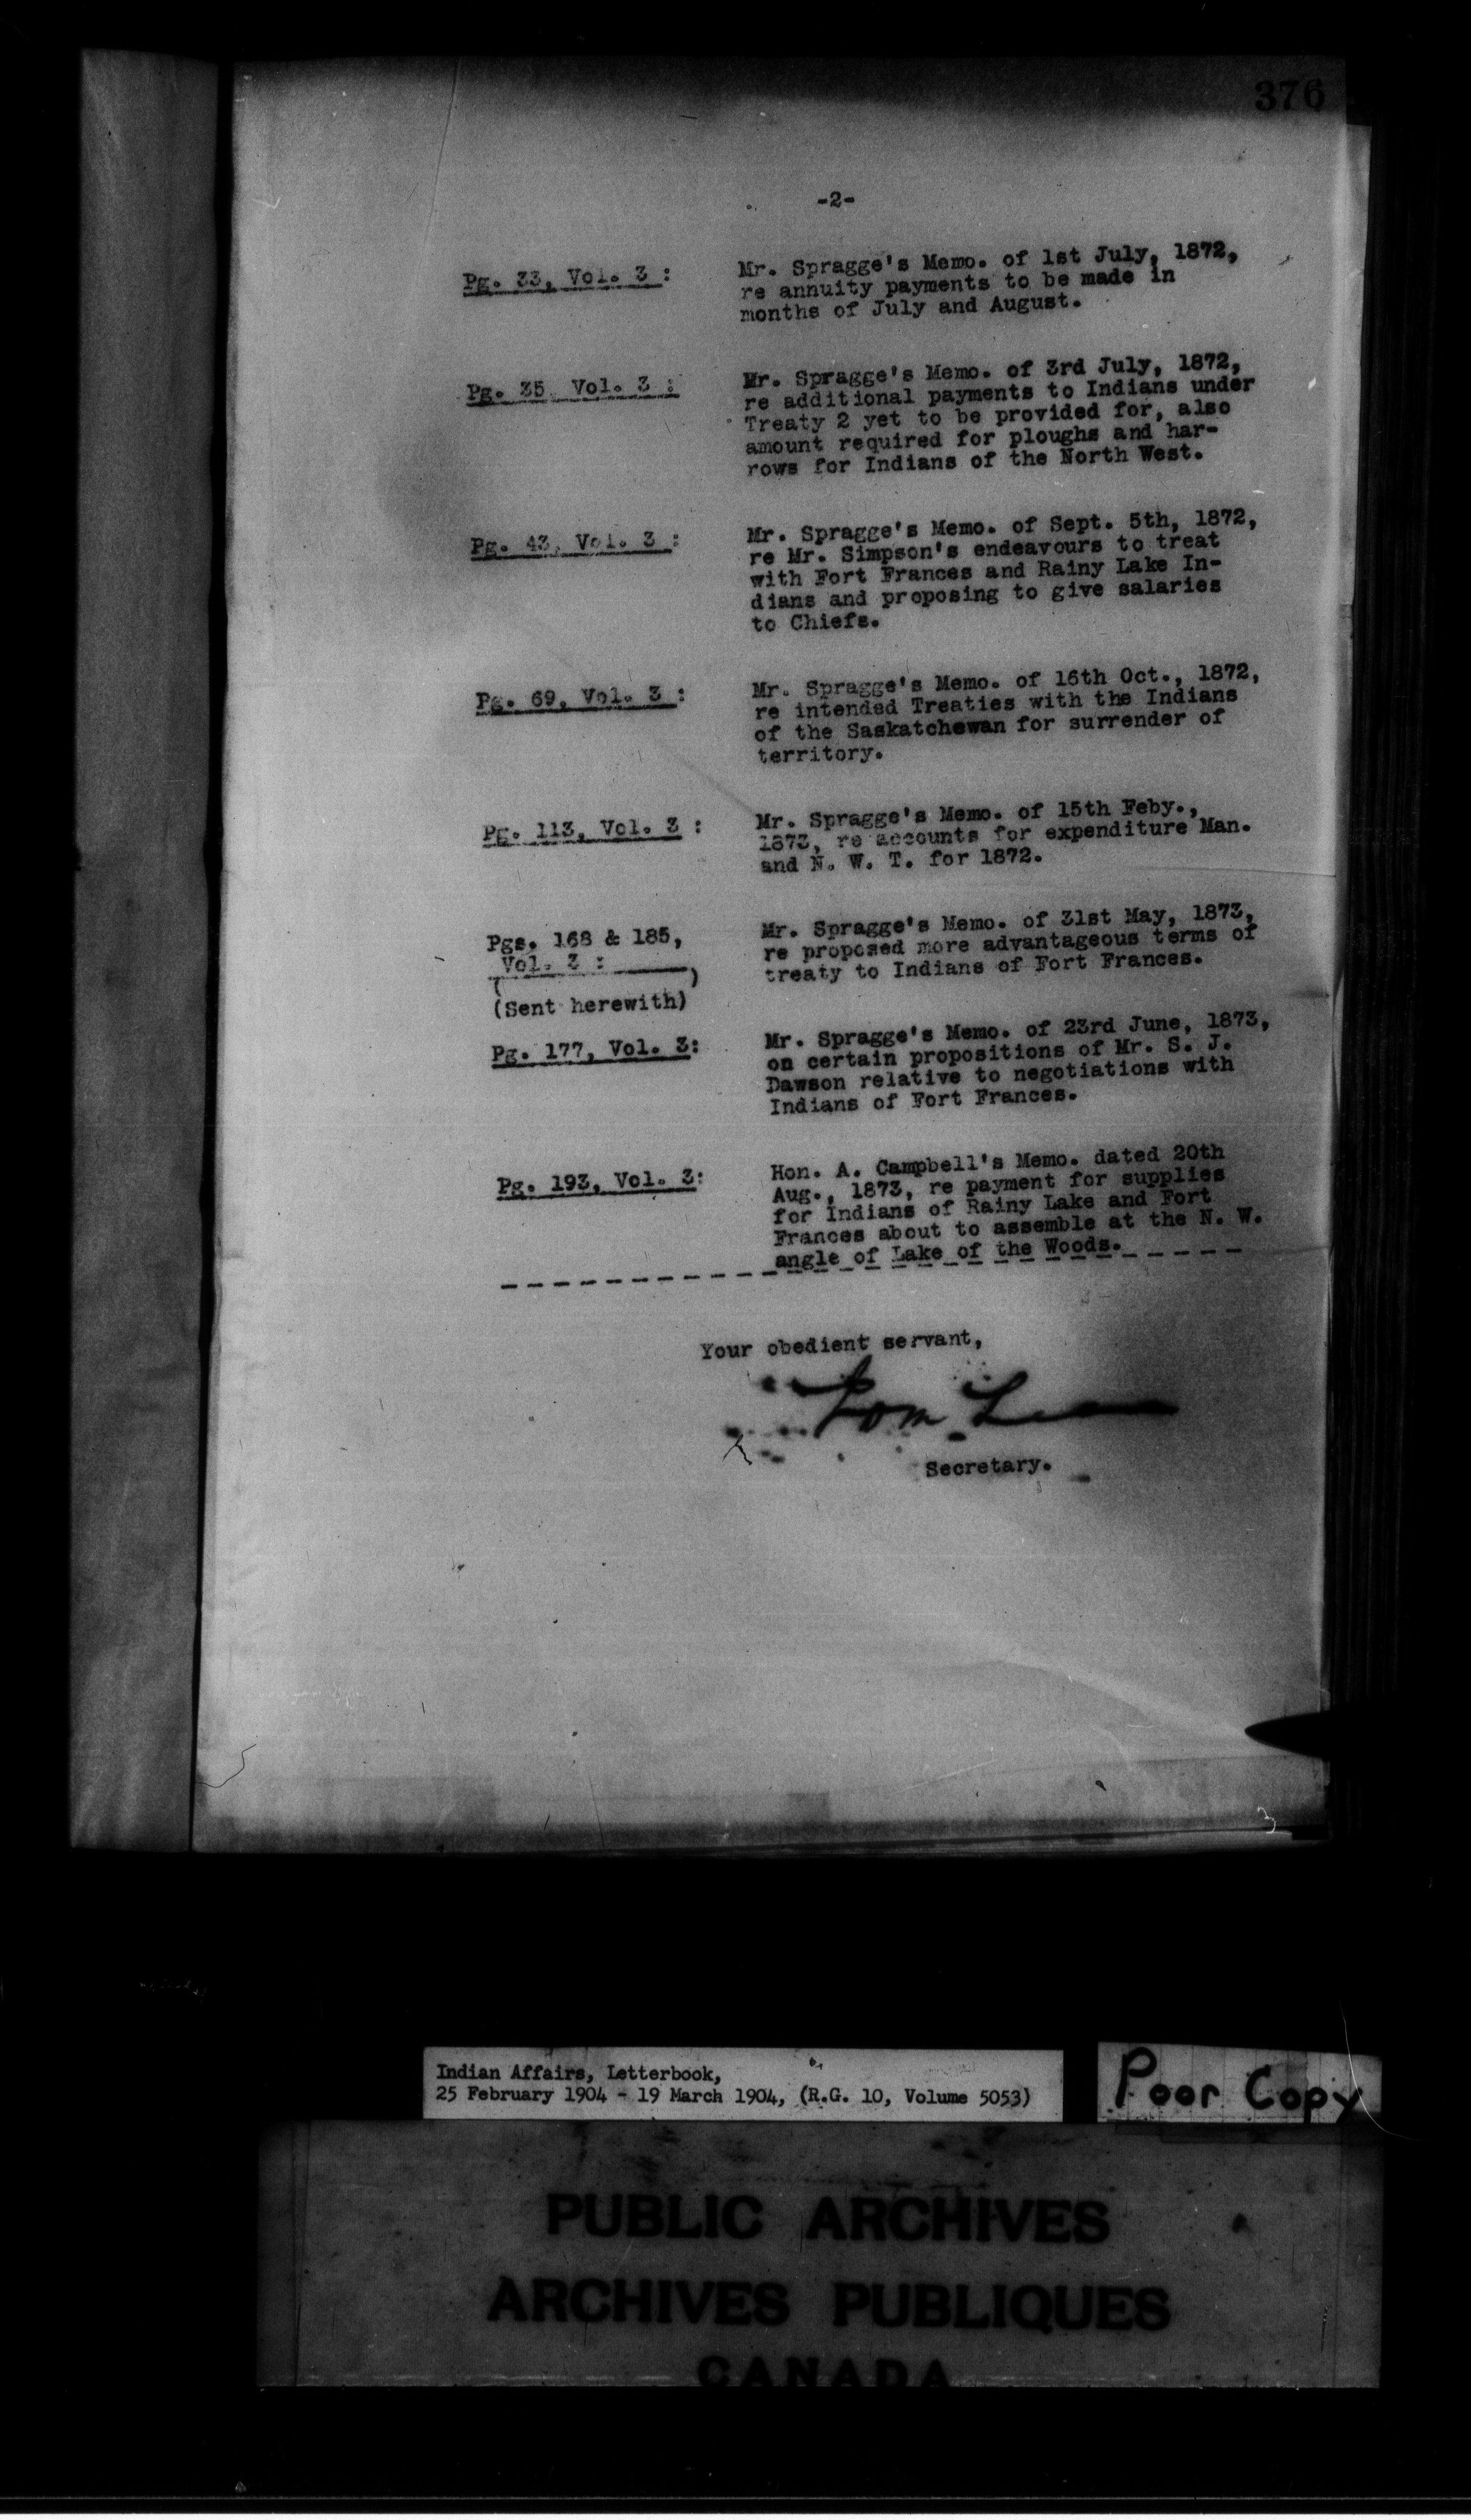 376
-2-
Pg. 33, Vol. 3 :
Mr. Spragge's Memo. of 1st July, 1872,
re annuity payments to be made in
months of July and August.
Pg. 35, Vol. 3 :
Mr. Spragge's Memo. of 3rd July, 1872,
re additional payments to Indians under
Treaty 2 yet to be provided for, also
amount required for ploughs and har-
rows for Indians of the North West.
Pg. 43, Vol. 3 :
Mr. Spragge's Memo. of Sept. 5th, 1872,
re Mr. Simpson's endeavours to treat
with Fort Frances and Rainy Lake In-
dians and proposing to give salaries
to Chiefs.
Pg. 69, Vol. 3 :
Mr. Spragge's Memo. of 16th Oct., 1872,
re intended Treaties with the Indians
of the Saskatchewan for surrender of
territory.
Pg. 113, Vol. 3 :
Mr. Spragge's Memo. of 15th Feby.,
1873, re accounts for expenditure Man.
and N. W. T. for 1872.
Pgs. 168 & 185,
Vol. 3 :
( )
(Sent herewith)
Mr. Spragge's Memo. of 31st May, 1873,
re proposed more advantageous terms of
treaty to Indians of Fort Frances.
Pg. 177, Vol. 3:
Mr. Spragge's Memo. of 23rd June, 1873,
on certain propositions of Mr. S. J.
Dawson relative to negotiations with
Indians of Fort Frances.
Pg. 193, Vol. 3:
Hon. A. Campbell's Memo. dated 20th
Aug., 1873, re payment for supplies
for Indians of Rainy Lake and Fort
Frances about to assemble at the N. W.
angle of Lake of the Woods.
Your obedient servant,
Secretary.
3
Indian Affairs, Letterbook,
25 February 1904 - 19 March 1904, (R.G. 10, Volume 5053)
Poor Copy
PUBLIC ARCHIVES
ARCHIVES PUBLIQUES
CANADA